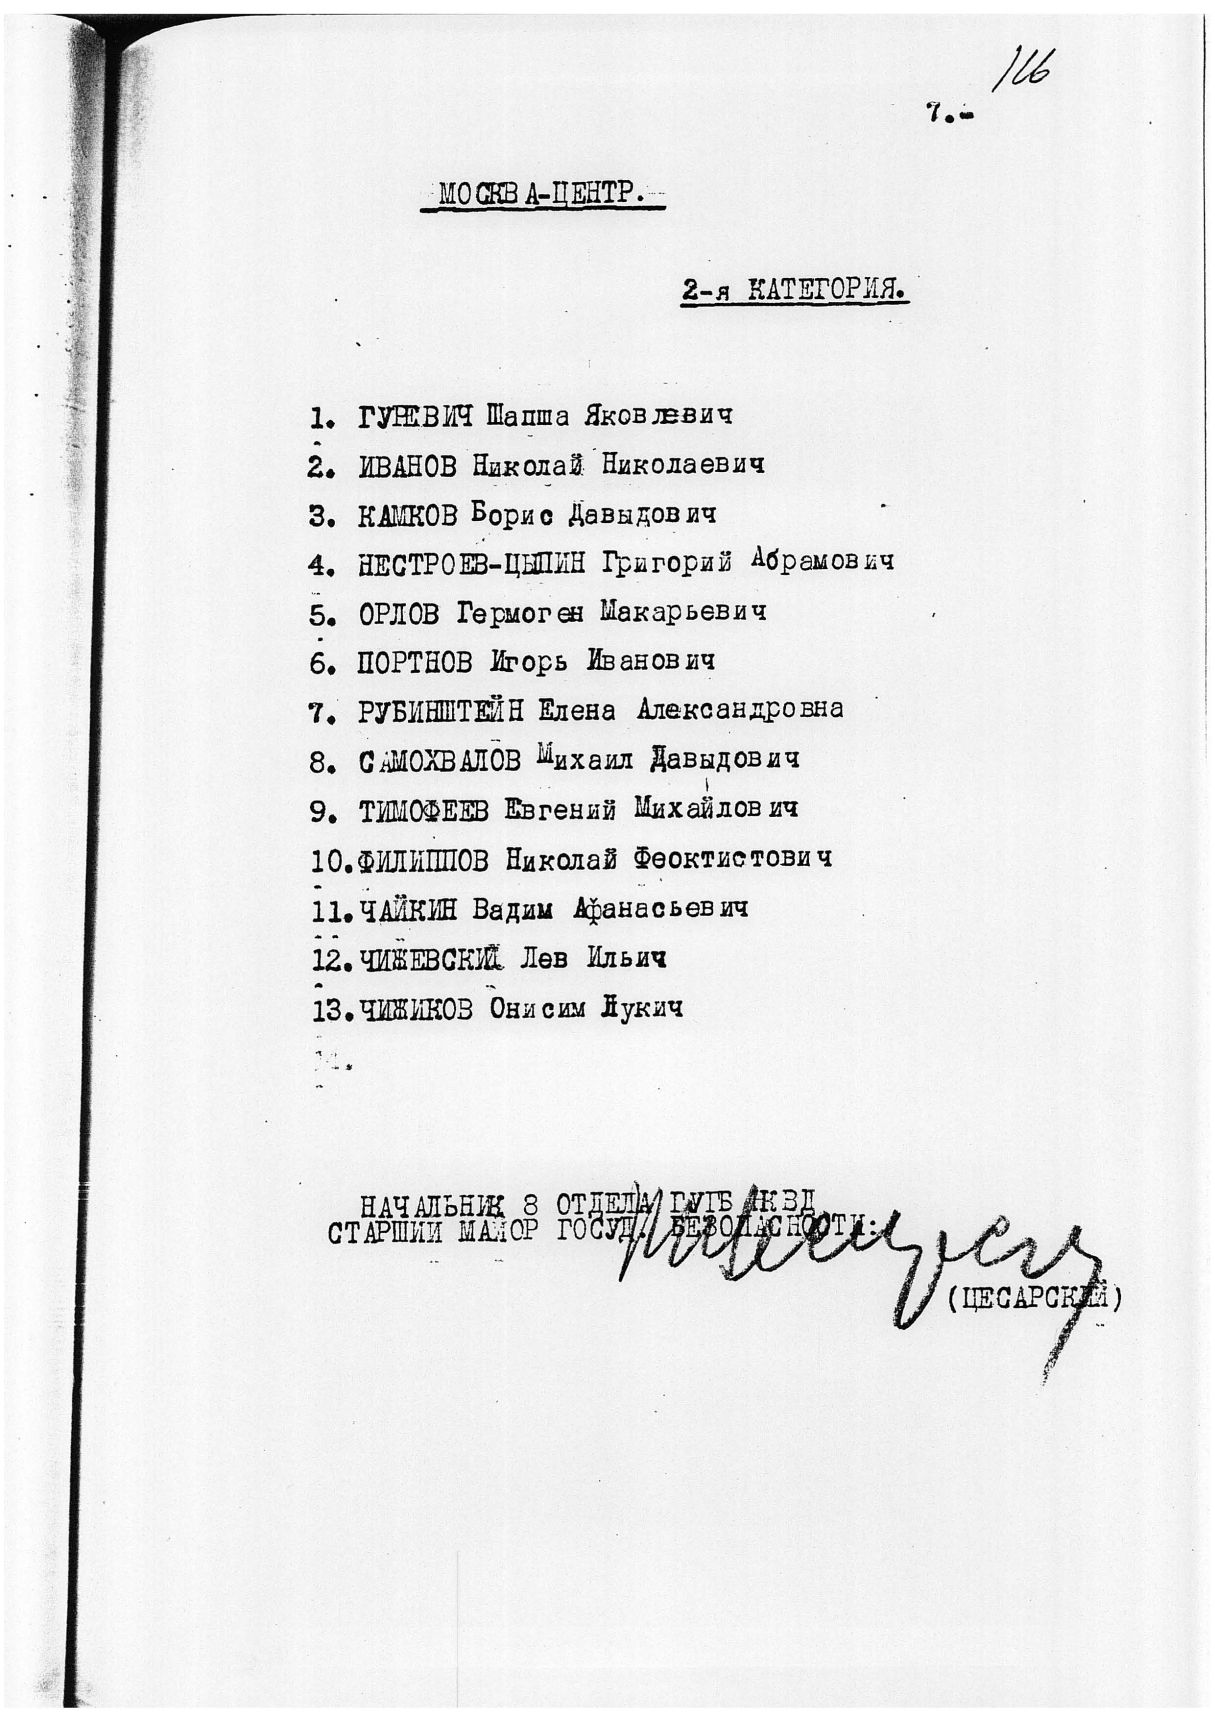 116
7.-
МОСКВА-ЦЕНТР.
2-я КАТЕГОРИЯ.
1. ГУРЕВИЧ Шапша Яковлевич
2. ИВАНОВ Николай Николаевич
3. КАМКОВ Борис Давыдович
4. НЕСТРОЕВ-ЦЫПИН Григорий Абрамович
5. ОРЛОВ Гермоген Макарьевич
6. ПОРТНОВ Игорь Иванович
7. РУБИНШТЕЙН Елена Александровна
8. САМОХВАЛОВ Михаил Давыдович
9. ТИМОФЕЕВ Евгений Михайлович
10. ФИЛИППОВ Николай Феоктистович
11. ЧАЙКИН Вадим Афанасьевич
12. ЧИЖЕВСКИЙ Лев Ильич
13. ЧИЖИКОВ Онисим Лукич
НАЧАЛЬНИК 8 ОТДЕЛА ГУГБ НКВД
СТАРШИЙ МАЙОР ГОСУД. БЕЗОПАСНОСТИ:
(ЦЕСАРСКИЙ)